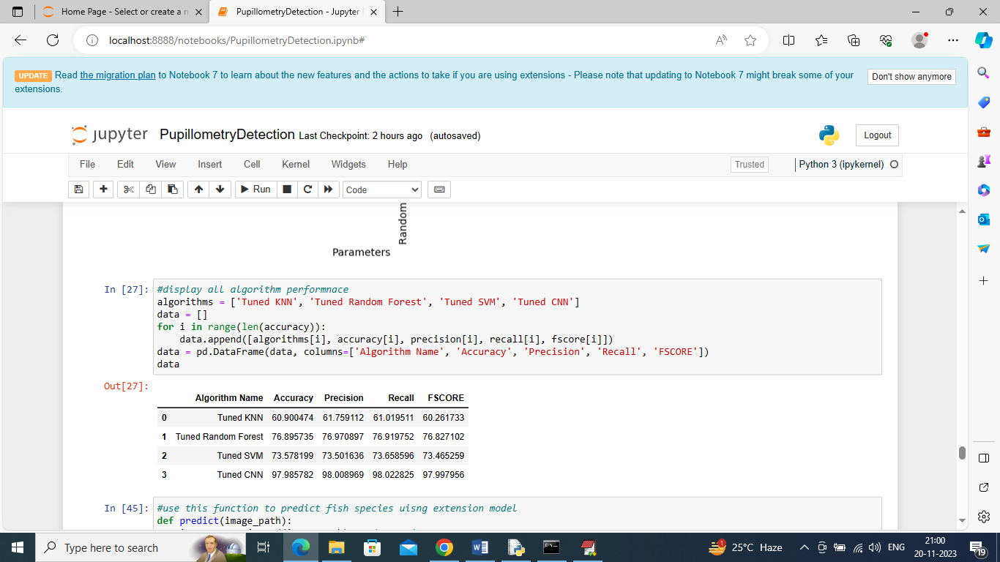 Home Page - Select or create a n
PupillometryDetection - Jupyter
localhost:8888/notebooks/PupillometryDetection.ipynb#
UPDATE Read the migration plan to Notebook 7 to learn about the new features and the actions to take if you are using extensions - Please note that updating to Notebook 7 might break some of your
extensions.
Don't show anymore
jupyter PupillometryDetection Last Checkpoint: 2 hours ago (autosaved)
Logout
File Edit View Insert Cell Kernel Widgets Help
Trusted
Python 3 (ipykernel)
Run
Code
Random
Parameters
In [27]:
#display all algorithm performnace
algorithms = ['Tuned KNN', 'Tuned Random Forest', 'Tuned SVM', 'Tuned CNN']
data = []
for i in range(len(accuracy)):
    data.append([algorithms[i], accuracy[i], precision[i], recall[i], fscore[i]])
data = pd.DataFrame(data, columns=['Algorithm Name', 'Accuracy', 'Precision', 'Recall', 'FSCORE'])
data
Out[27]:
Algorithm Name Accuracy Precision Recall FSCORE
0 Tuned KNN 60.900474 61.759112 61.019511 60.261733
1 Tuned Random Forest 76.895735 76.970897 76.919752 76.827102
2 Tuned SVM 73.578199 73.501636 73.658596 73.465259
3 Tuned CNN 97.985782 98.008969 98.022825 97.997956
In [45]:
#use this function to predict fish species uisng extension model
def predict(image_path):
Type here to search
25°C Haze
ENG
21:00
20-11-2023
19